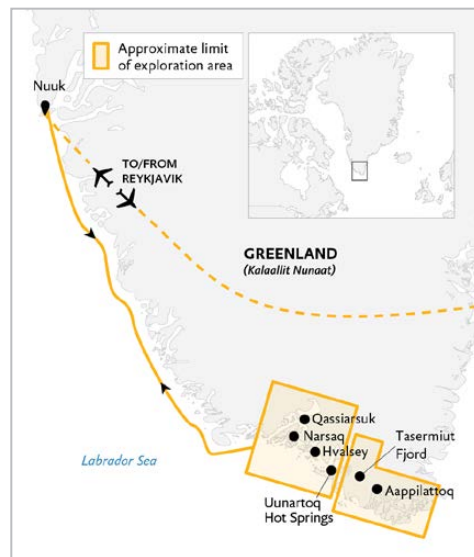 Approximate limit
of exploration area
Nuuk
TO/FROM
REYKJAVIK
GREENLAND
(Kalaallit Nunaat)
Qassiarsuk
Narsaq
Hvalsey
Tasermiut
Fjord
Labrador Sea
Aappilattoq
Uunartoq
Hot Springs